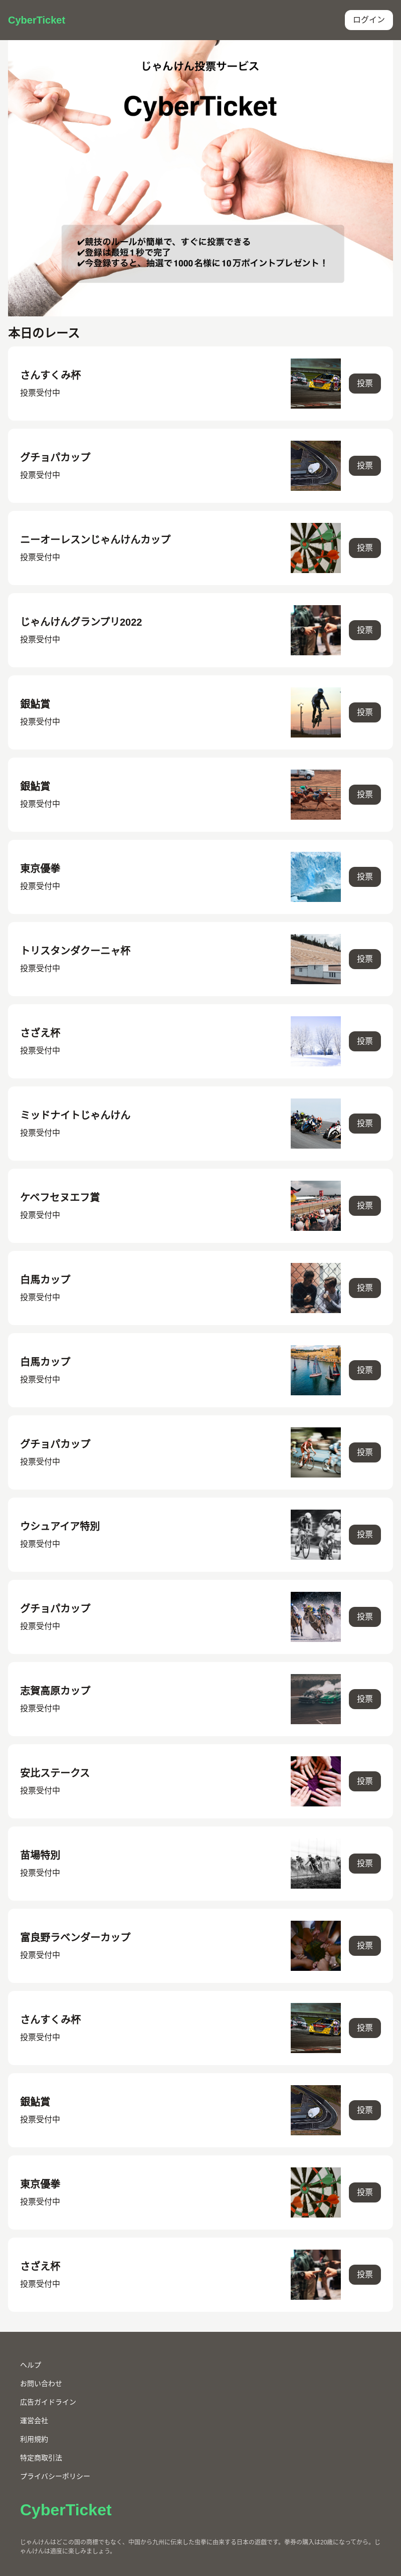 CyberTicket
ログイン
じゃんけん投票サービス
CyberTicket
✔競技のルールが簡単で、すぐに投票できる
✔登録は最短1秒で完了
✔今登録すると、抽選で1000名様に10万ポイントプレゼント！
本日のレース
さんすくみ杯
投票受付中
投票
グチョパカップ
投票受付中
投票
ニーオーレスンじゃんけんカップ
投票受付中
投票
じゃんけんグランプリ2022
投票受付中
投票
銀鮎賞
投票受付中
投票
銀鮎賞
投票受付中
投票
東京優拳
投票受付中
投票
トリスタンダクーニャ杯
投票受付中
投票
さざえ杯
投票受付中
投票
ミッドナイトじゃんけん
投票受付中
投票
ケベフセヌエフ賞
投票受付中
投票
白馬カップ
投票受付中
投票
白馬カップ
投票受付中
投票
グチョパカップ
投票受付中
投票
ウシュアイア特別
投票受付中
投票
グチョパカップ
投票受付中
投票
志賀高原カップ
投票受付中
投票
安比ステークス
投票受付中
投票
苗場特別
投票受付中
投票
富良野ラベンダーカップ
投票受付中
投票
さんすくみ杯
投票受付中
投票
銀鮎賞
投票受付中
投票
東京優拳
投票受付中
投票
さざえ杯
投票受付中
投票
ヘルプ
お問い合わせ
広告ガイドライン
運営会社
利用規約
特定商取引法
プライバシーポリシー
CyberTicket
じゃんけんはどこの国の商標でもなく、中国から九州に伝来した虫拳に由来する日本の遊戯です。拳券の購入は20歳になってから。じ
ゃんけんは適度に楽しみましょう。